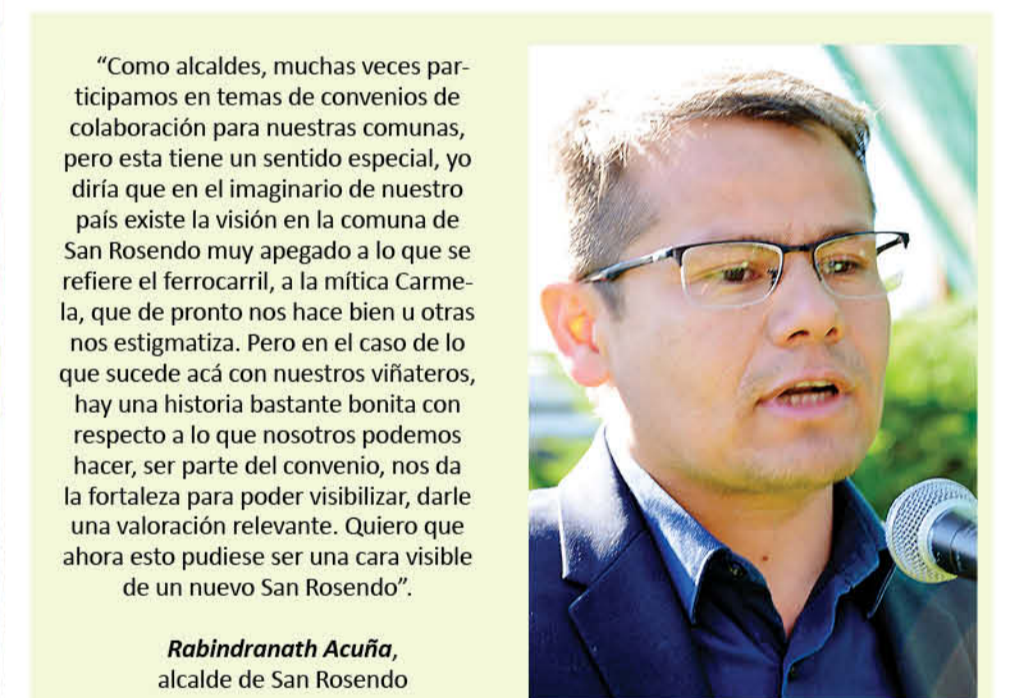 “Como alcaldes, muchas veces par-
ticipamos en temas de convenios de
colaboración para nuestras comunas,
pero esta tiene un sentido especial, yo
diría que en el imaginario de nuestro
país existe la visión en la comuna de
San Rosendo muy apegado a lo que se
refiere el ferrocarril, a la mítica Carme-
la, que de pronto nos hace bien u otras
nos estigmatiza. Pero en el caso de lo
que sucede acá con nuestros viñateros,
hay una historia bastante bonita con
respecto a lo que nosotros podemos
hacer, ser parte del convenio, nos da
la fortaleza para poder visibilizar, darle
una valoración relevante. Quiero que
ahora esto pudiese ser una cara visible
de un nuevo San Rosendo”.
Rabindranath Acuña,
alcalde de San Rosendo